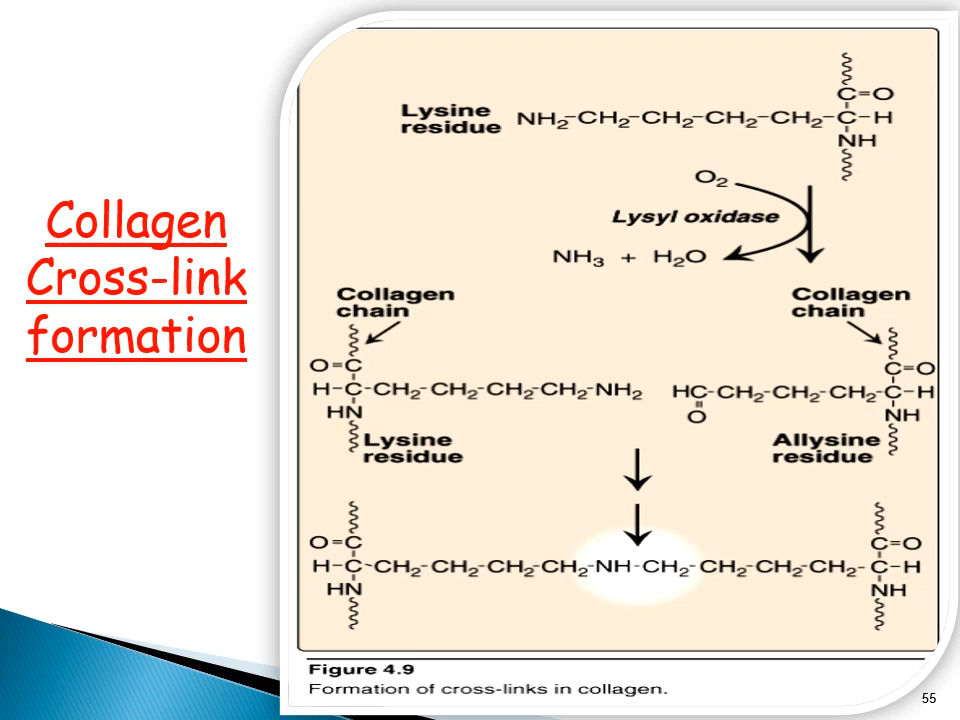 Collagen
Cross-link
formation
Lysine
residue
NH₂-CH₂-CH₂-CH₂-CH₂-C-H
C=O
NH
O₂
Lysyl oxidase
NH₃ + H₂O
Collagen
chain
Collagen
chain
O=C
H-C-CH₂-CH₂-CH₂-CH₂-NH₂
HN
Lysine
residue
C=O
HC-CH₂-CH₂-CH₂-C-H
O
NH
Allysine
residue
O=C
C=O
H-C-CH₂-CH₂-CH₂-CH₂-NH-CH₂-CH₂-CH₂-CH₂-C-H
HN
NH
Figure 4.9
Formation of cross-links in collagen.
55